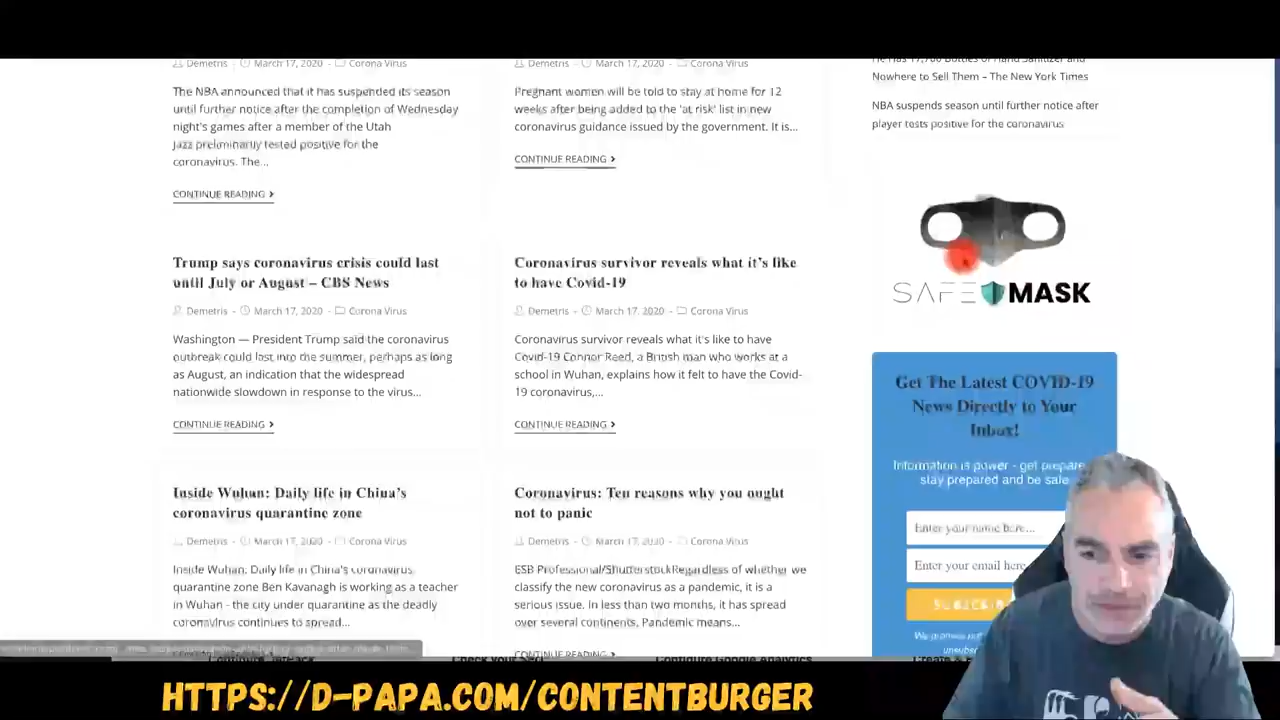 Demetris - March 17, 2020 - Corona Virus
The NBA announced that it has suspended its season
until further notice after the completion of Wednesday
night's games after a member of the Utah
Jazz preliminarily tested positive for the
coronavirus. The...
CONTINUE READING >
Demetris - March 17, 2020 - Corona Virus
Pregnant women will be told to stay at home for 12
weeks after being added to the 'at risk' list in new
coronavirus guidance issued by the government. It is...
CONTINUE READING >
Trump says coronavirus crisis could last
until July or August – CBS News
Demetris - March 17, 2020 - Corona Virus
Washington — President Trump said the coronavirus
outbreak could last into the summer, perhaps as long
as August, an indication that the widespread
nationwide slowdown in response to the virus...
CONTINUE READING >
Coronavirus survivor reveals what it's like
to have Covid-19
Demetris - March 17, 2020 - Corona Virus
Coronavirus survivor reveals what it's like to have
Covid-19 Connor Reed, a British man who works at a
school in Wuhan, explains how it felt to have the Covid-
19 coronavirus,...
CONTINUE READING >
Inside Wuhan: Daily life in China's
coronavirus quarantine zone
Demetris - March 17, 2020 - Corona Virus
Inside Wuhan: Daily life in China's coronavirus
quarantine zone Ben Kavanagh is working as a teacher
in Wuhan - the city under quarantine as the deadly
coronavirus continues to spread...
Coronavirus: Ten reasons why you ought
not to panic
Demetris - March 17, 2020 - Corona Virus
ESB Professional/ShutterstockRegardless of whether we
classify the new coronavirus as a pandemic, it is a
serious issue. In less than two months, it has spread
over several continents. Pandemic means...
He Has 17,700 Bottles of Hand Sanitizer and
Nowhere to Sell Them – The New York Times
NBA suspends season until further notice after
player tests positive for the coronavirus
SAFE MASK
Get The Latest COVID-19
News Directly to Your
Inbox!
Information is power - get prepare
stay prepared and be safe
Enter your name here...
Enter your email here
SUBSCRIB
We promise not
unsubsc
Configure Google Analytics
HTTPS://D-PAPA.COM/CONTENTBURGER